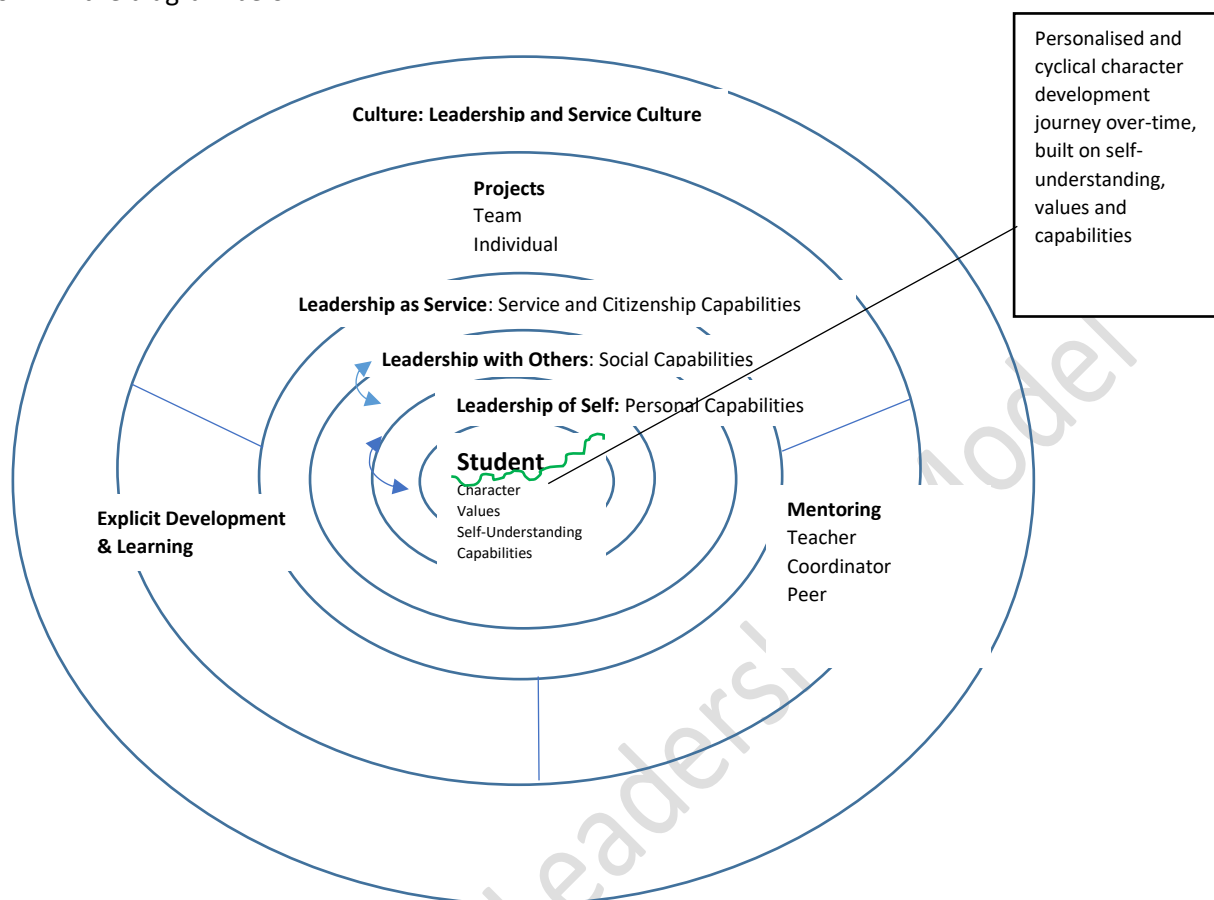 Personalised and
cyclical character
development
journey over-time,
built on self-
understanding,
values and
capabilities
Culture: Leadership and Service Culture
Projects
Team
Individual
Leadership as Service: Service and Citizenship Capabilities
Leadership with Others: Social Capabilities
Leadership of Self: Personal Capabilities
Student
Character
Values
Self-Understanding
Capabilities
Explicit Development
& Learning
Mentoring
Teacher
Coordinator
Peer
Model